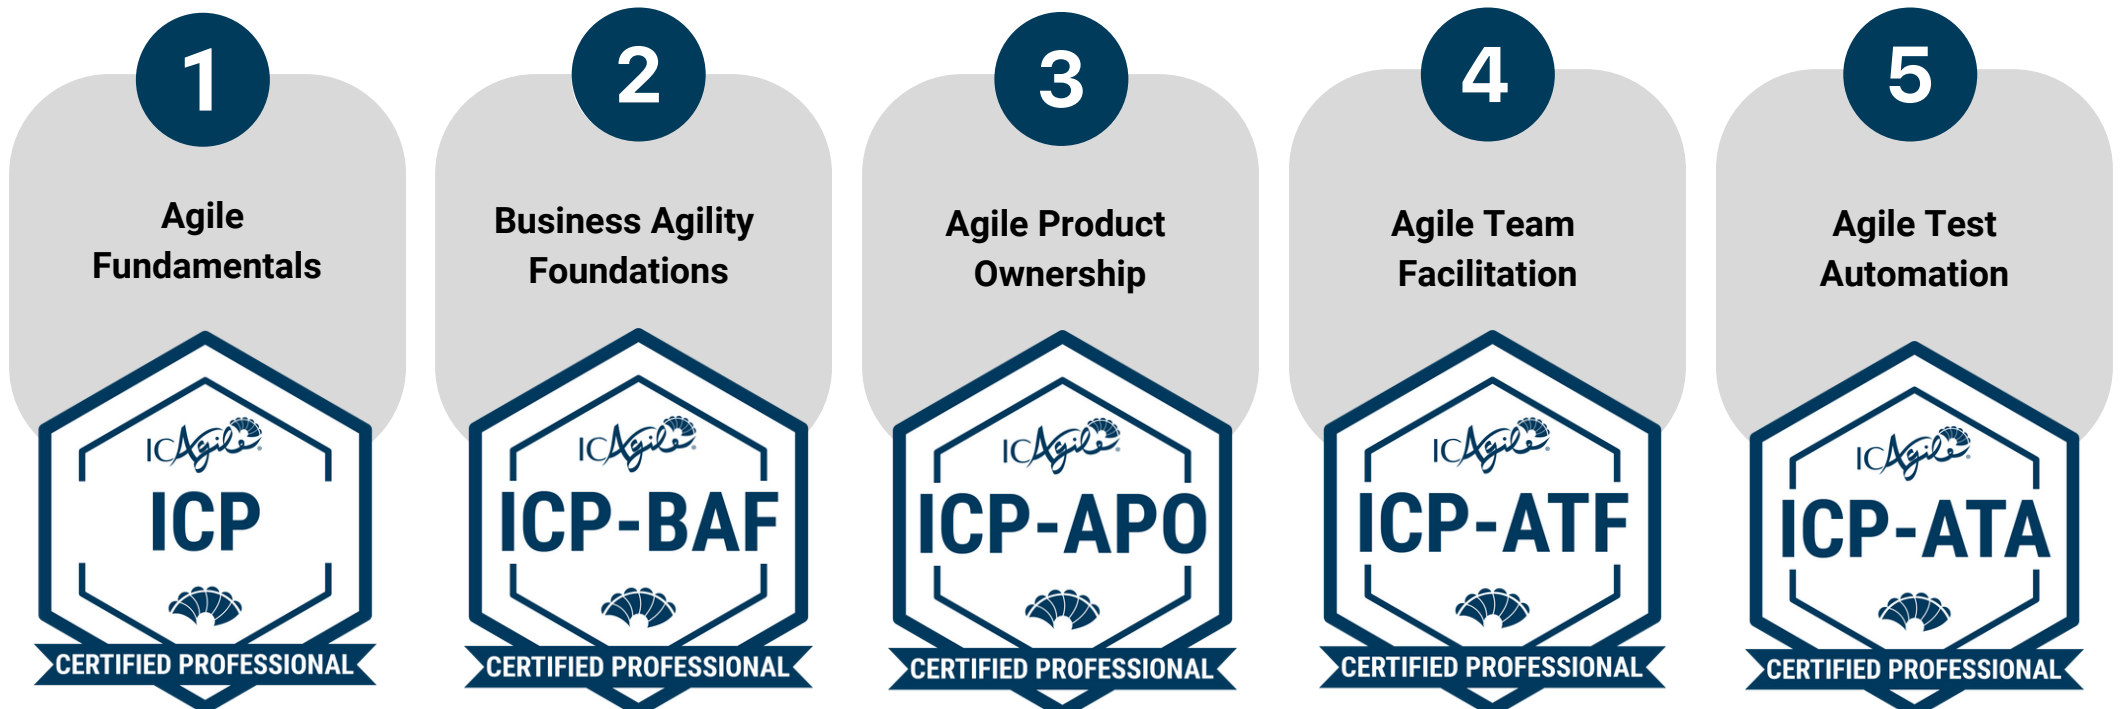 1
Agile
Fundamentals
ICAgile
ICP
CERTIFIED PROFESSIONAL
2
Business Agility
Foundations
ICAgile
ICP-BAF
CERTIFIED PROFESSIONAL
3
Agile Product
Ownership
ICAgile
ICP-APO
CERTIFIED PROFESSIONAL
4
Agile Team
Facilitation
ICAgile
ICP-ATF
CERTIFIED PROFESSIONAL
5
Agile Test
Automation
ICAgile
ICP-ATA
CERTIFIED PROFESSIONAL